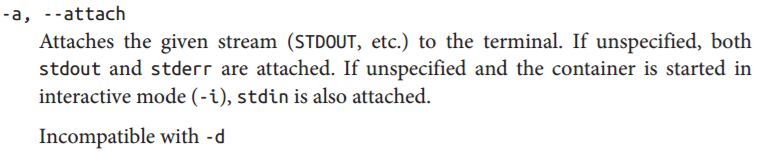 -a, --attach
Attaches the given stream (STDOUT, etc.) to the terminal. If unspecified, both
stdout and stderr are attached. If unspecified and the container is started in
interactive mode (-i), stdin is also attached.
Incompatible with -d